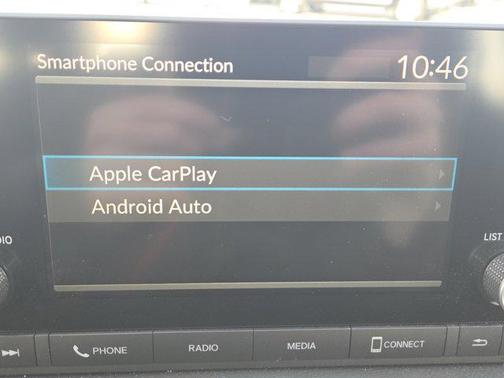 Smartphone Connection 10:46
Apple CarPlay
Android Auto
LIST
PHONE RADIO MEDIA CONNECT